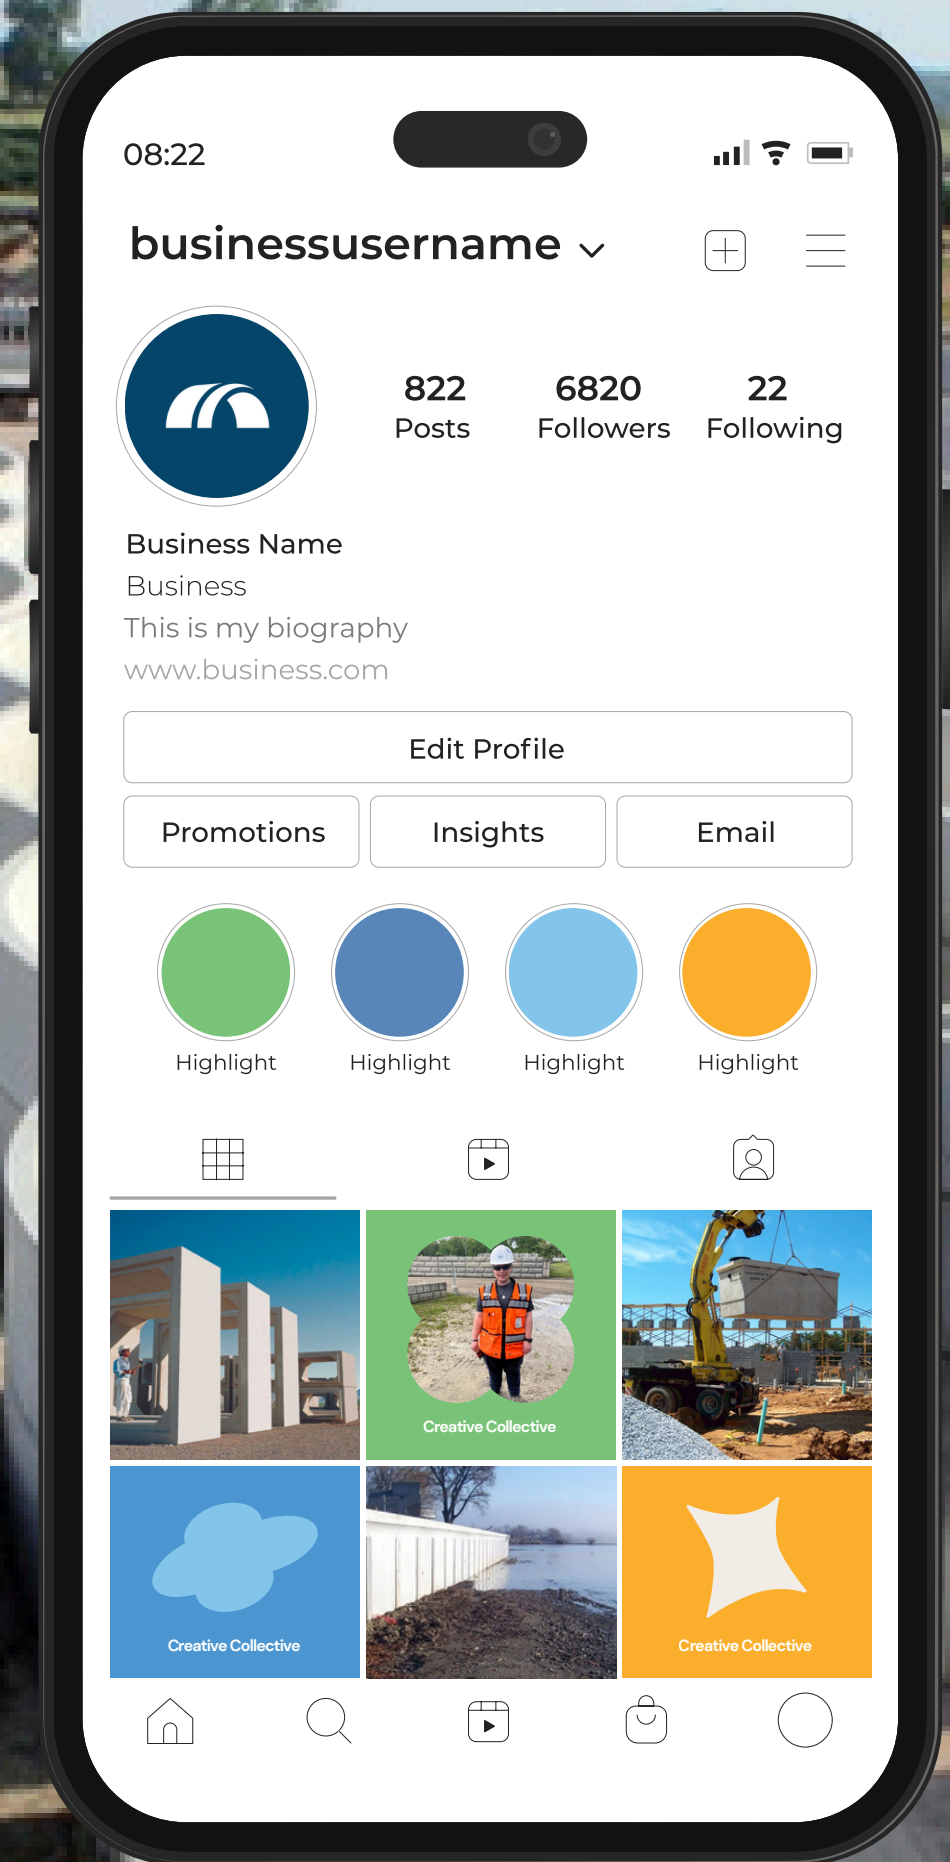 08:22
businessusername
822 6820 22
Posts Followers Following
Business Name
Business
This is my biography
www.business.com
Edit Profile
Promotions Insights Email
Highlight Highlight Highlight Highlight
Creative Collective
Creative Collective Creative Collective